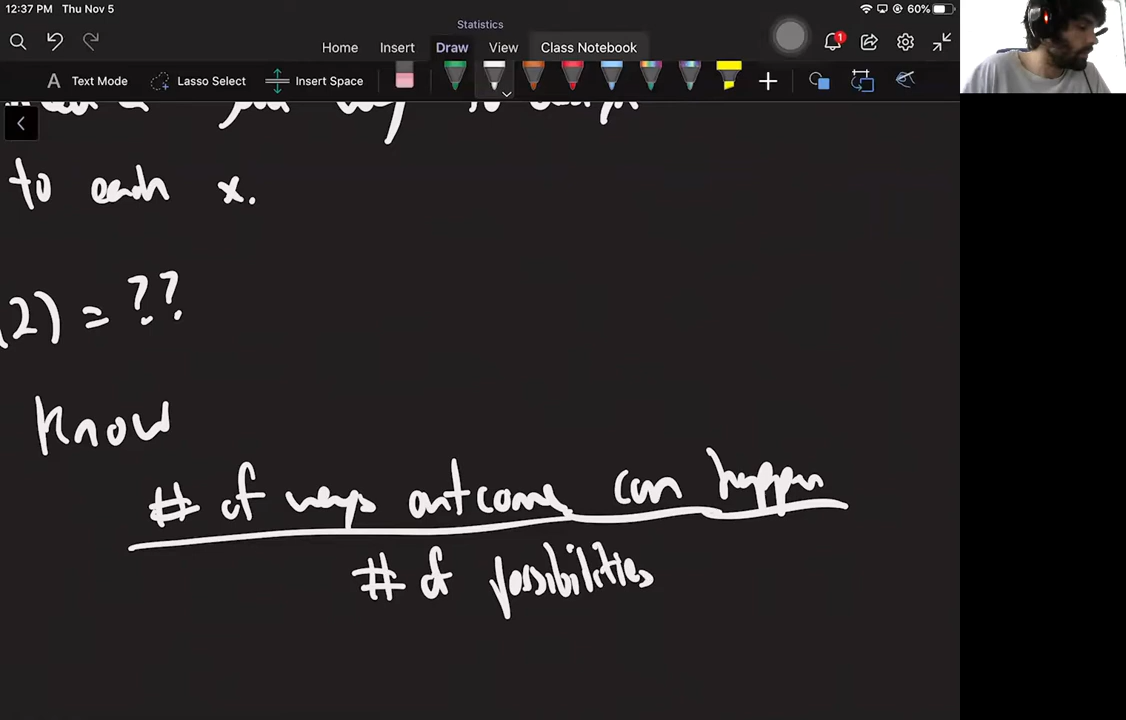 12:37 PM Thu Nov 5
60%
Statistics
Home Insert Draw View Class Notebook
1
A Text Mode Lasso Select Insert Space
to each x.
(2) = ??
Know
# of ways outcome can happen
# of possibilities